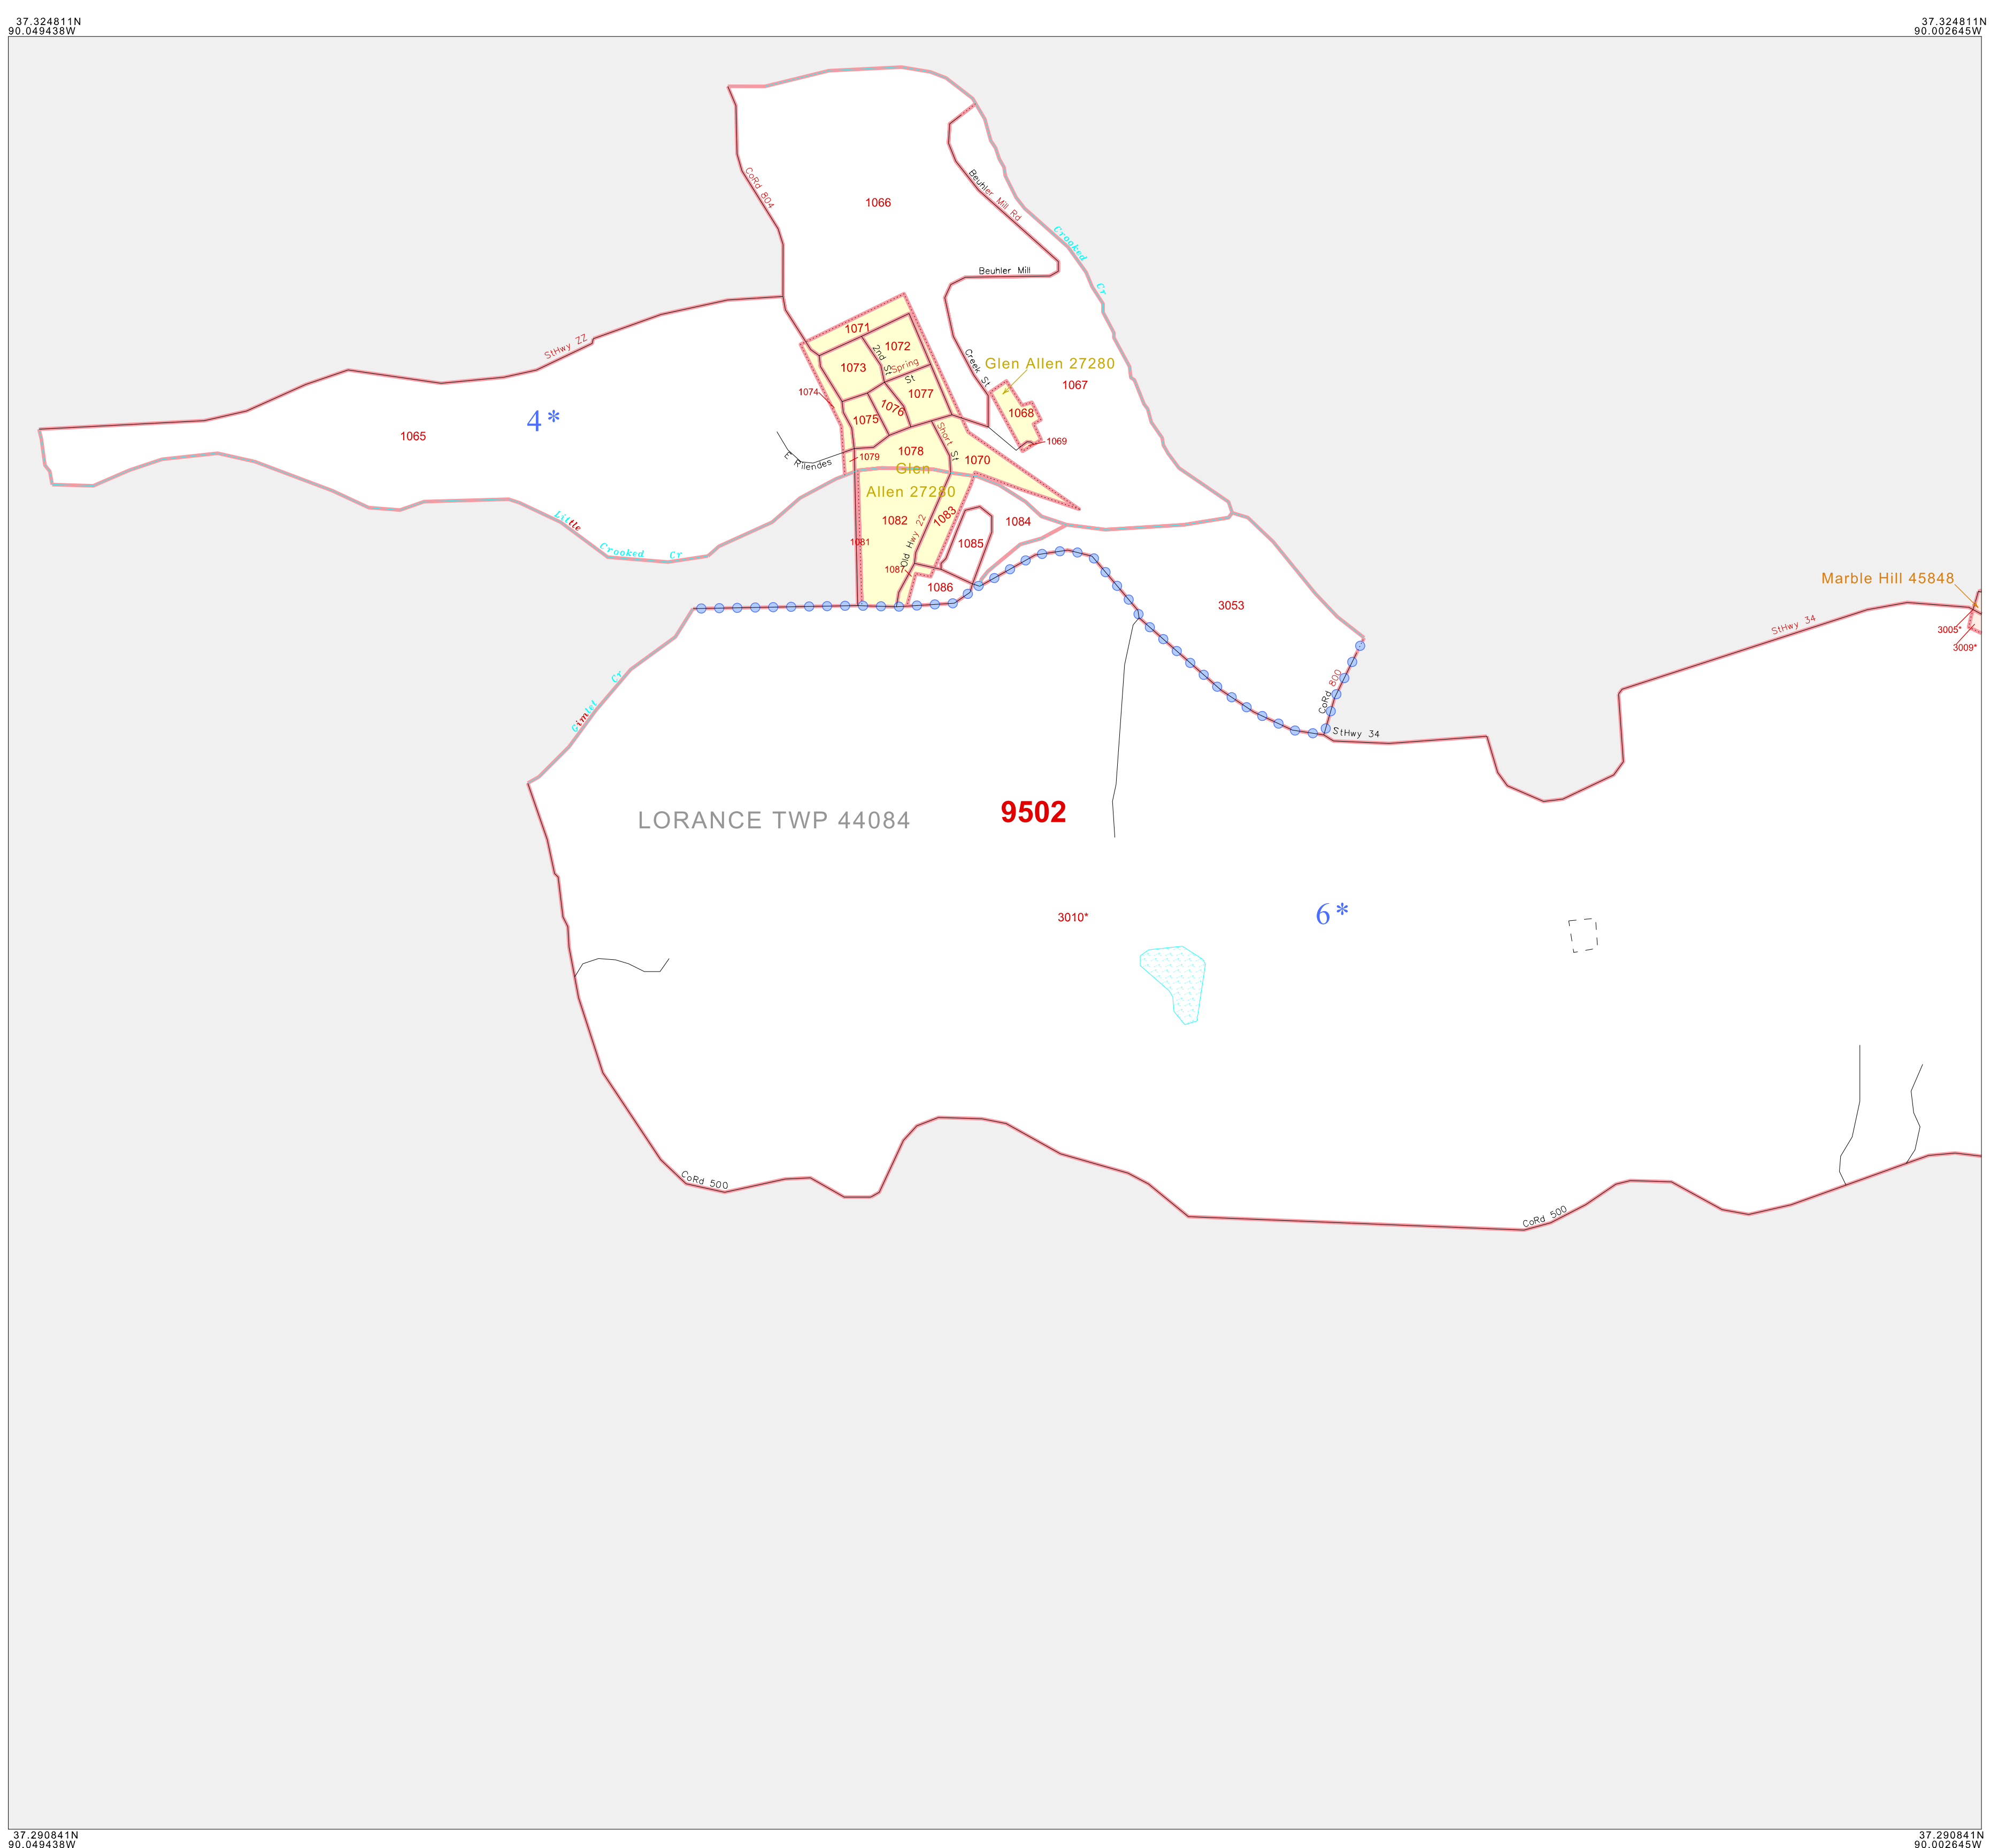 37.324811N
90.049438W
37.324811N
90.002645W
CoRd 804
1066
Beuhler Mill Rd
Crooked Cr
Beuhler Mill
StHwy ZZ
1071
1072
2nd St
Spring St
1073
Creek St
Glen Allen 27280
1067
1074
1077
1076
1068
4*
1065
1075
Short St
1069
1078
1070
E Rilendes
1079
Glen
Allen 27280
Little Crooked Cr
1082
1083
1084
1081
Old Hwy 22
1085
1087
1086
3053
Marble Hill 45848
StHwy 34
3005*
3009*
Gimlet Cr
CoRd 800
StHwy 34
LORANCE TWP 44084
9502
3010*
6*
CoRd 500
CoRd 500
37.290841N
90.049438W
37.290841N
90.002645W